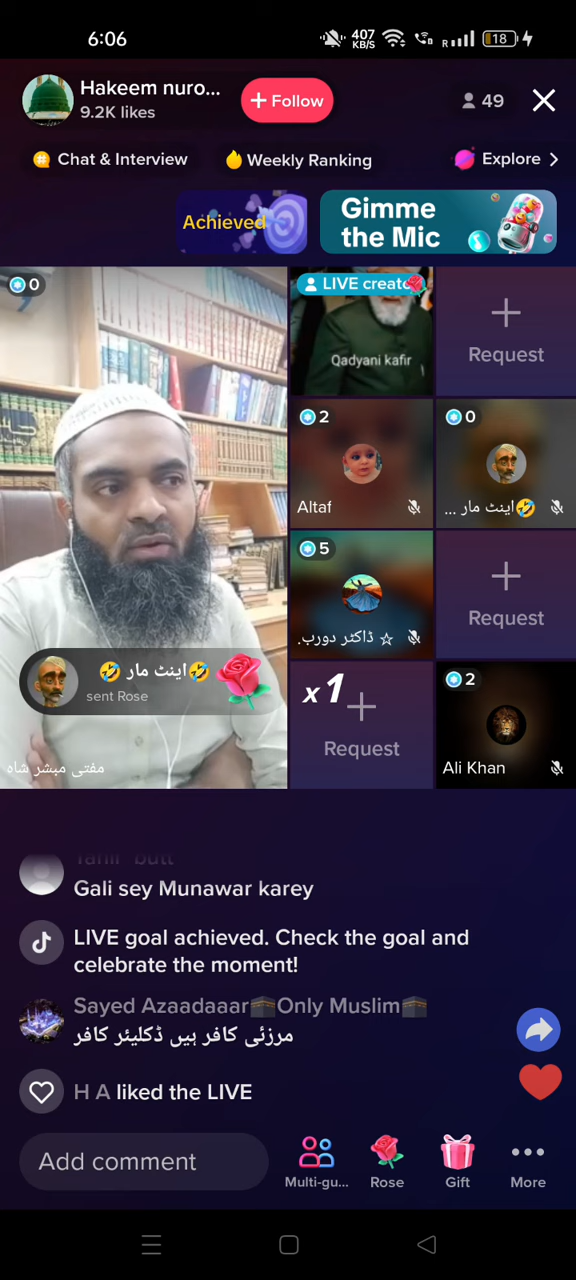 6:06
407
KB/S
R
18
Hakeem nuro...
9.2K likes
+ Follow
49
Chat & Interview
Weekly Ranking
Explore >
Achieved
Gimme
the Mic
0
LIVE creato
Qadyani kafir
+
Request
2
Altaf
0
🤣اینٹ مار ...
5
☆ ڈاکٹر دورب.
+
Request
🤣اینٹ مار 🤣
sent Rose
x1
+
Request
2
Ali Khan
مفتی مبشر شاہ
Tahir butt
Gali sey Munawar karey
LIVE goal achieved. Check the goal and
celebrate the moment!
Sayed Azaadaaar🕋Only Muslim🕋
مرزئی کافر ہیں ڈکلیئر کافر
H A liked the LIVE
Add comment
Multi-gu...
Rose
Gift
More